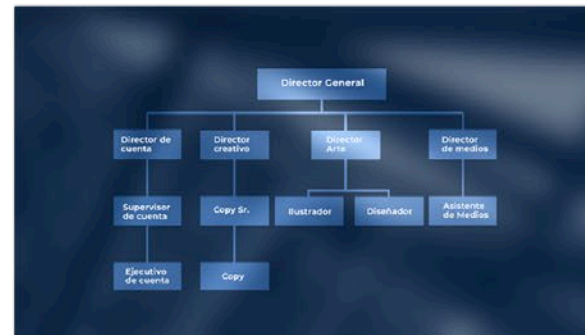 Director General
Director de
cuenta
Director
creativo
Director
Arte
Director
de medios
Supervisor
de cuenta
Copy Sr.
Ilustrador
Diseñador
Asistente
de Medios
Ejecutivo
de cuenta
Copy